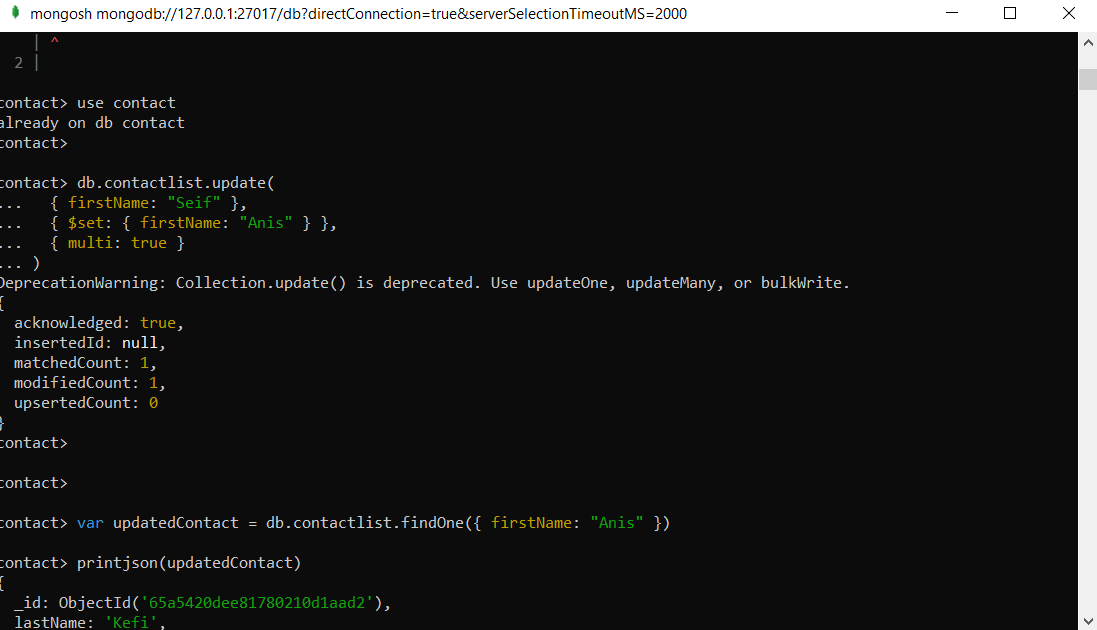 mongosh mongodb://127.0.0.1:27017/db?directConnection=true&serverSelectionTimeoutMS=2000
| ^
2 |
contact> use contact
already on db contact
contact>
contact> db.contactlist.update(
...   { firstName: "Seif" },
...   { $set: { firstName: "Anis" } },
...   { multi: true }
... )
DeprecationWarning: Collection.update() is deprecated. Use updateOne, updateMany, or bulkWrite.
{
  acknowledged: true,
  insertedId: null,
  matchedCount: 1,
  modifiedCount: 1,
  upsertedCount: 0
}
contact>
contact>
contact> var updatedContact = db.contactlist.findOne({ firstName: "Anis" })
contact> printjson(updatedContact)
{
  _id: ObjectId('65a5420dee81780210d1aad2'),
  lastName: 'Kefi',